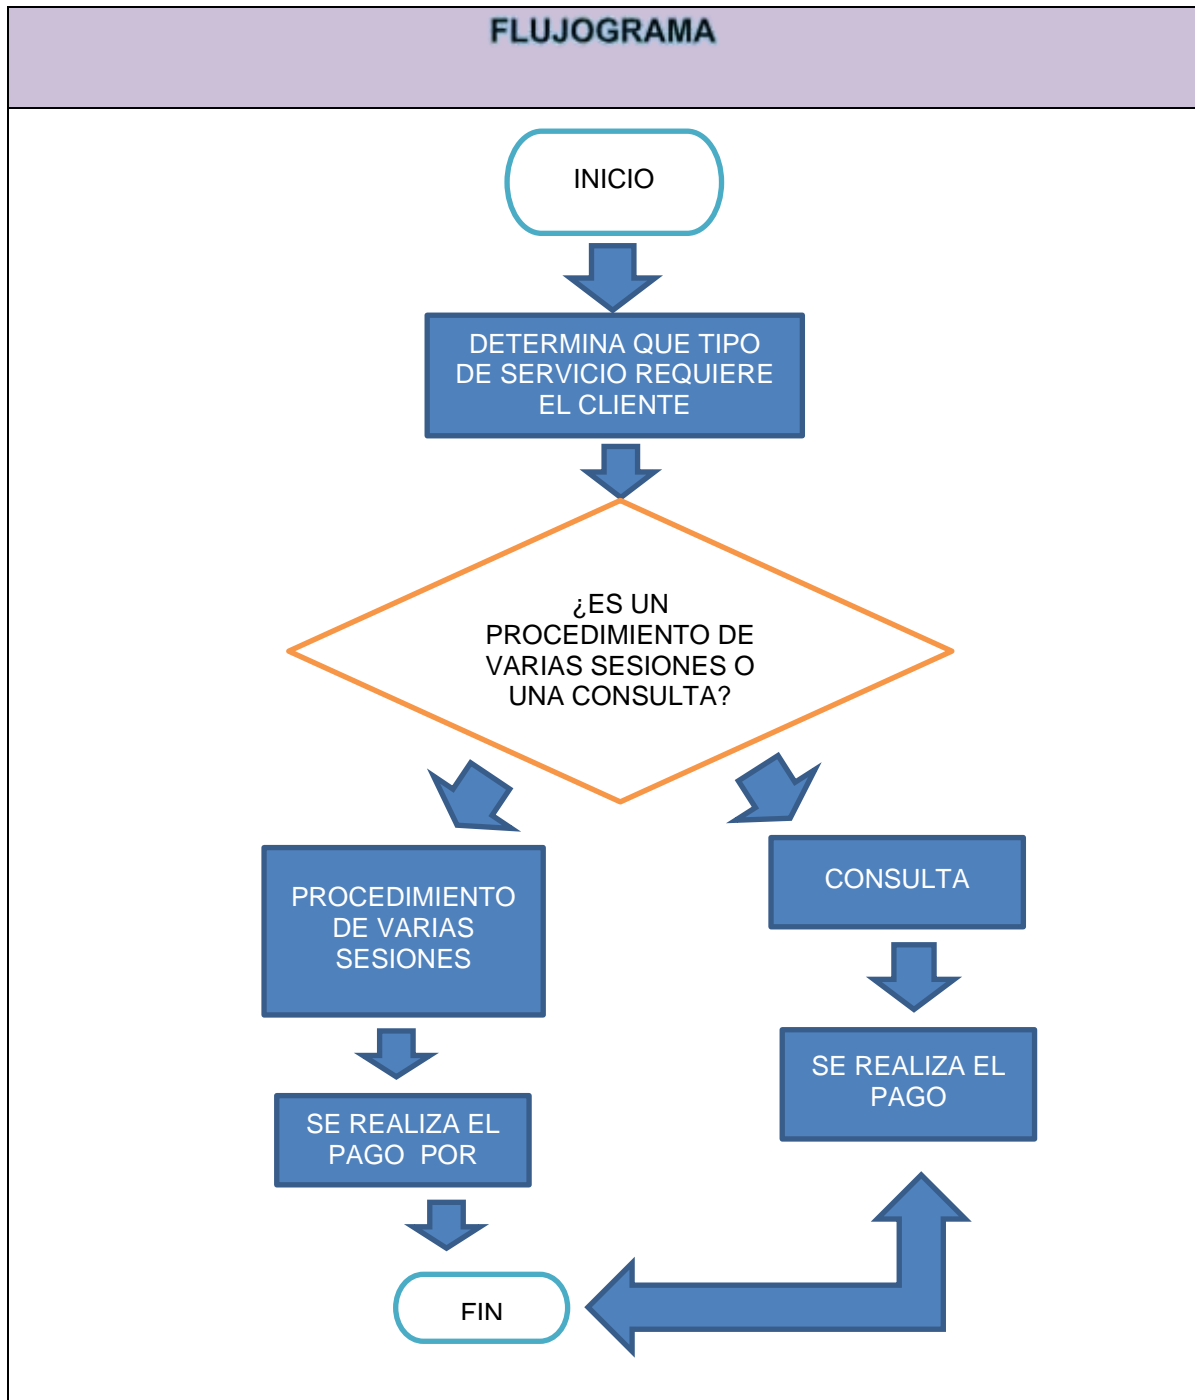 FLUJOGRAMA
INICIO
DETERMINA QUE TIPO
DE SERVICIO REQUIERE
EL CLIENTE
¿ES UN
PROCEDIMIENTO DE
VARIAS SESIONES O
UNA CONSULTA?
PROCEDIMIENTO
DE VARIAS
SESIONES
CONSULTA
SE REALIZA EL
PAGO
SE REALIZA EL
PAGO  POR
FIN